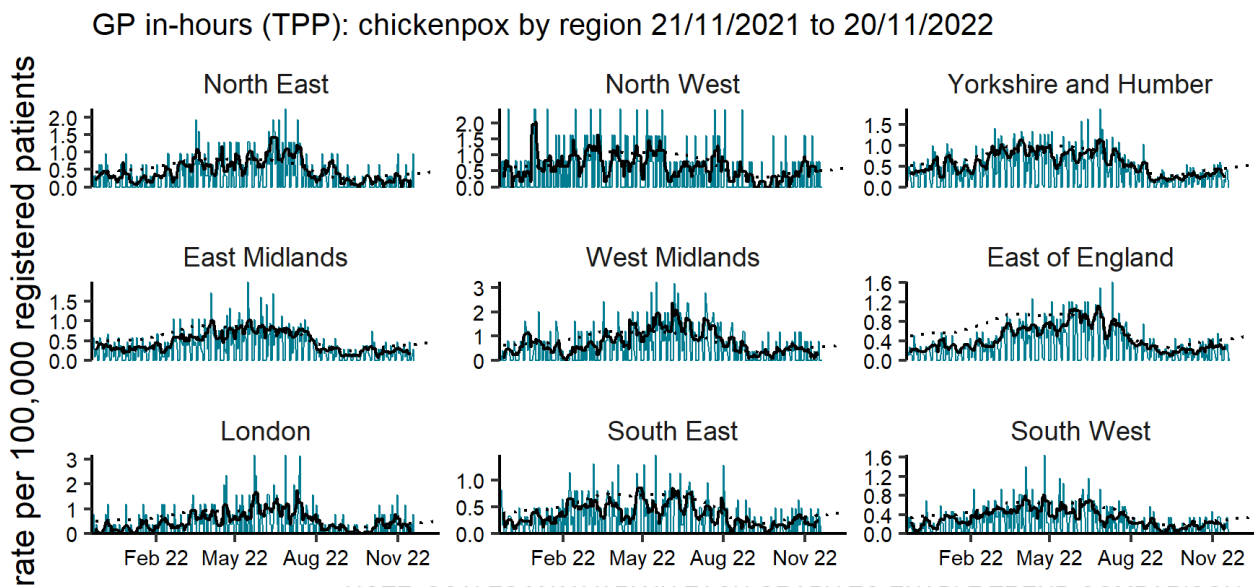 GP in-hours (TPP): chickenpox by region 21/11/2021 to 20/11/2022
rate per 100,000 registered patients
North East
2.0
1.5
1.0
0.5
0.0
North West
2.0
1.5
1.0
0.5
0.0
Yorkshire and Humber
1.5
1.0
0.5
0.0
East Midlands
1.5
1.0
0.5
0.0
West Midlands
3
2
1
0
East of England
1.6
1.2
0.8
0.4
0.0
London
3
2
1
0
South East
1.0
0.5
0.0
South West
1.6
1.2
0.8
0.4
0.0
Feb 22 May 22 Aug 22 Nov 22
Feb 22 May 22 Aug 22 Nov 22
Feb 22 May 22 Aug 22 Nov 22